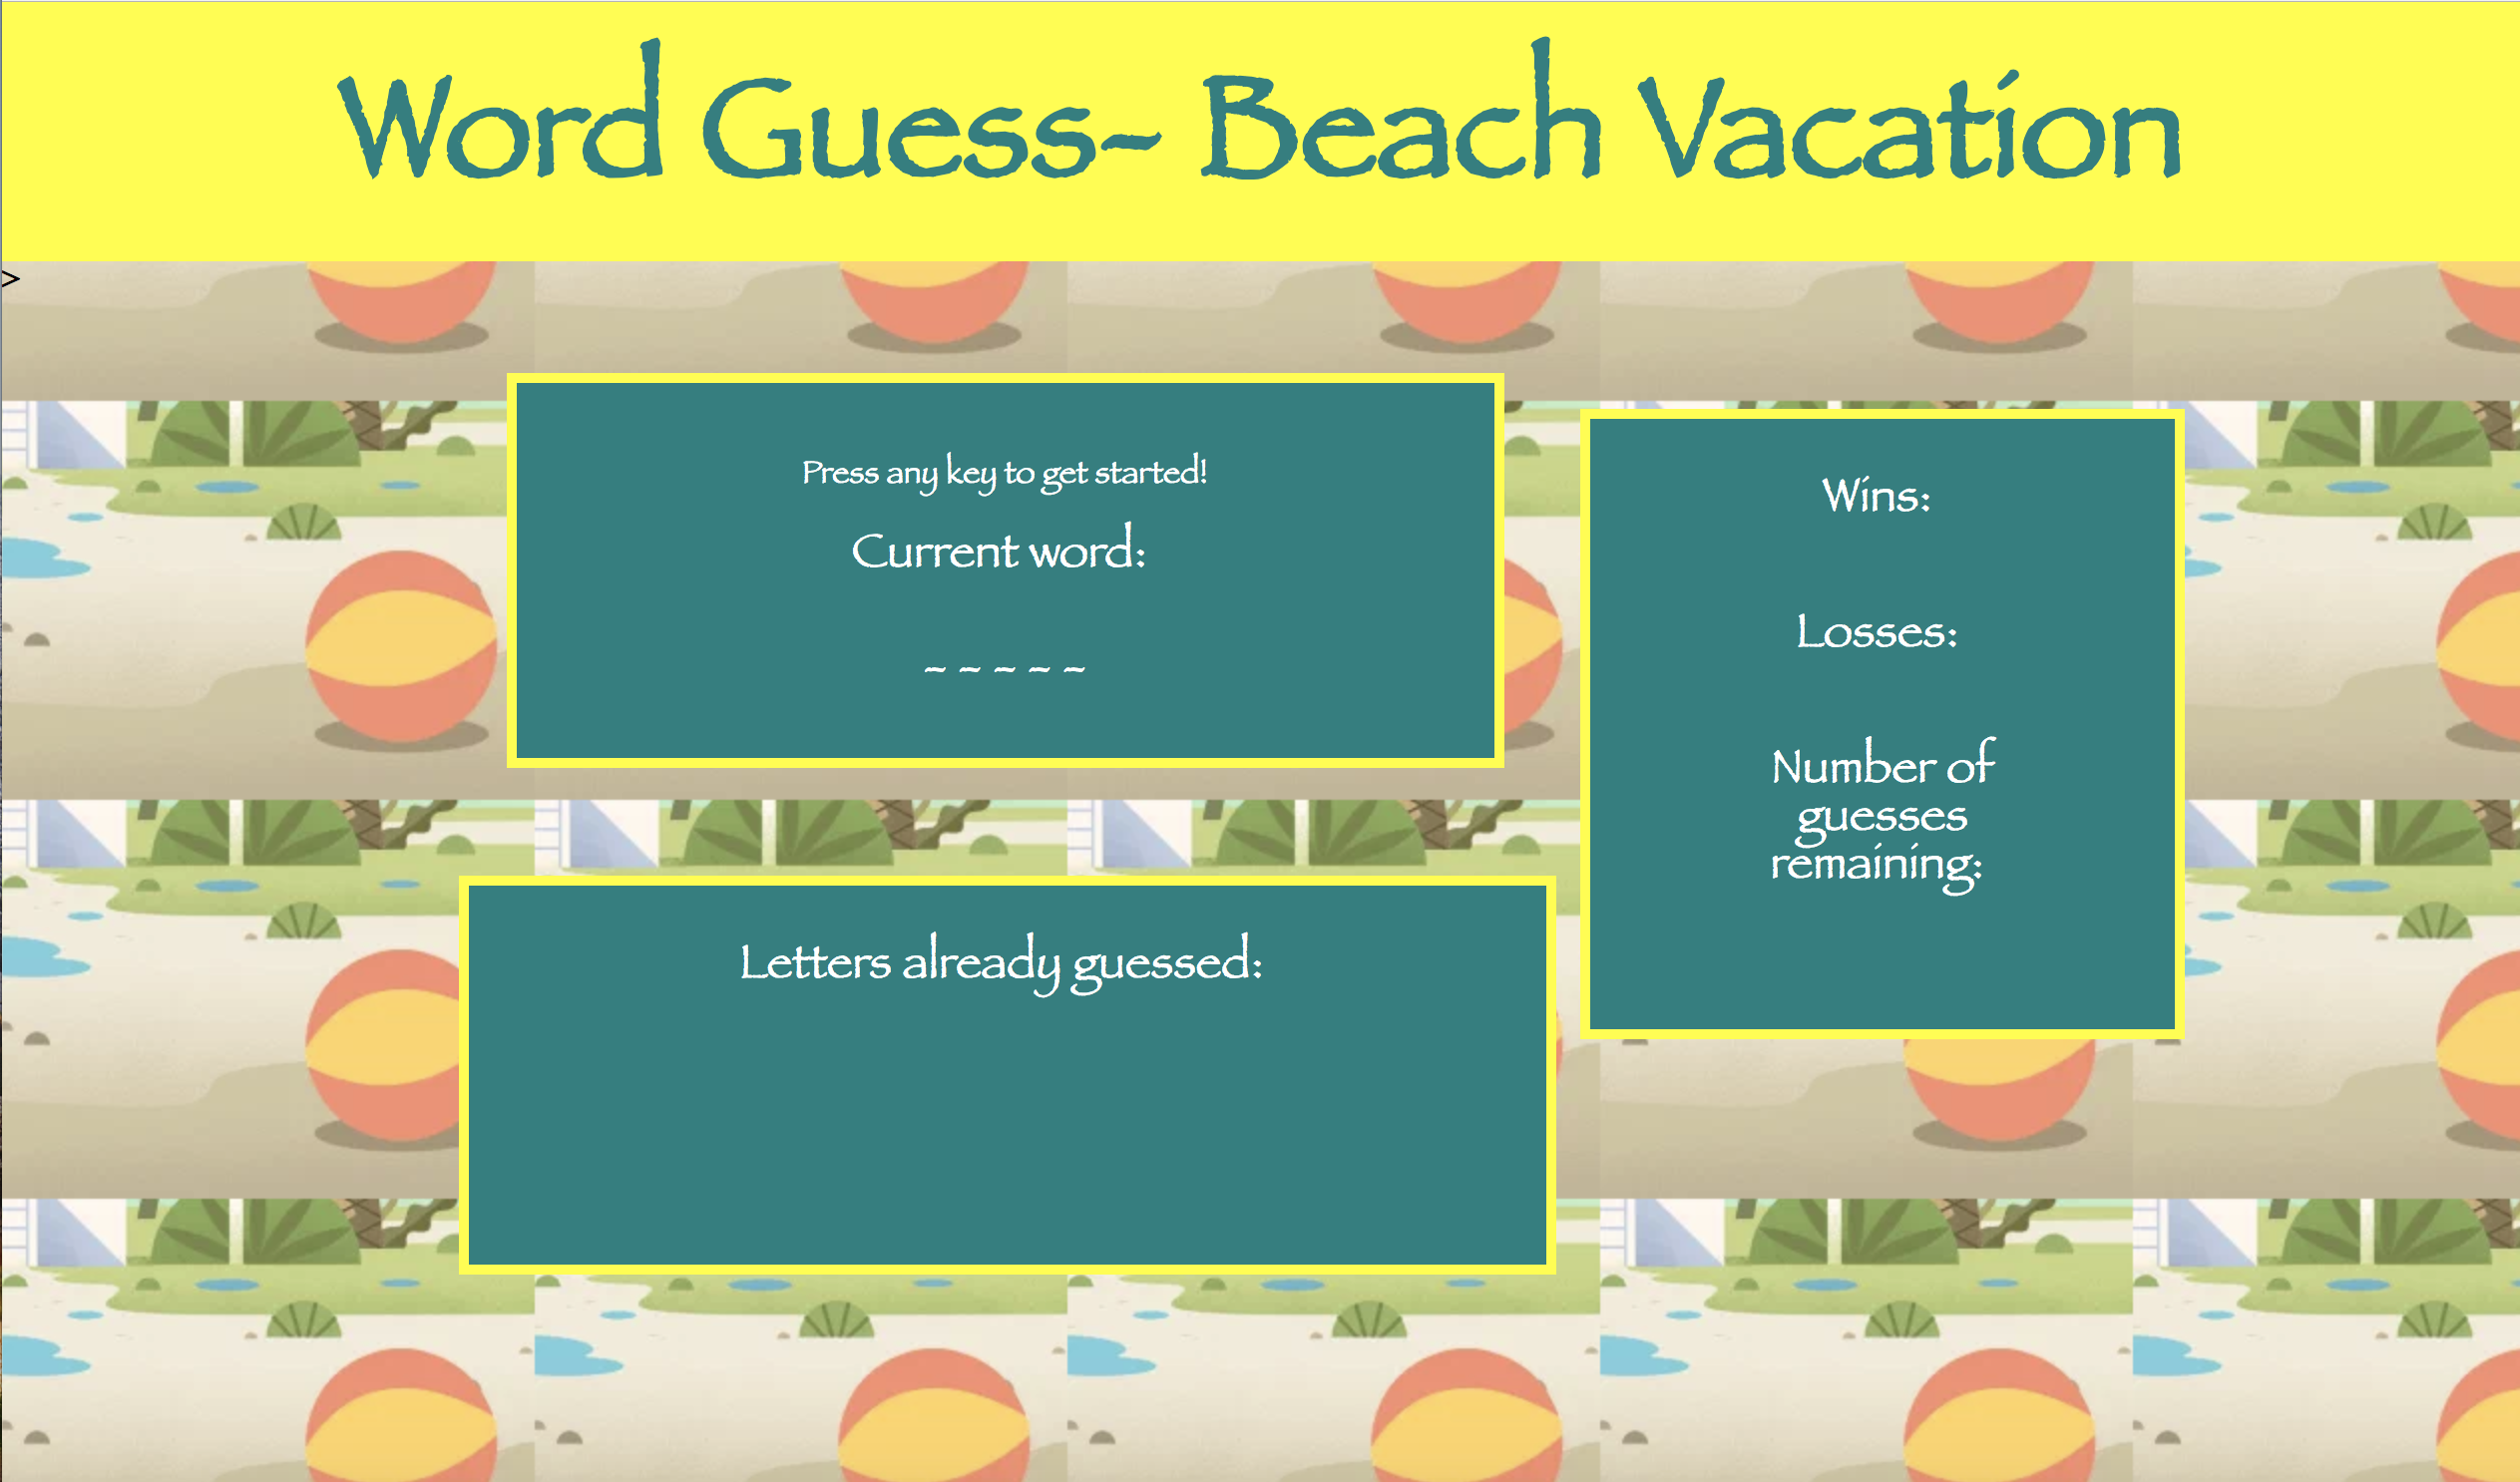 Word Guess~ Beach Vacation
>
Press any key to get started!
Current word:
_ _ _ _ _
Wins:
Losses:
Number of
guesses
remaining:
Letters already guessed: